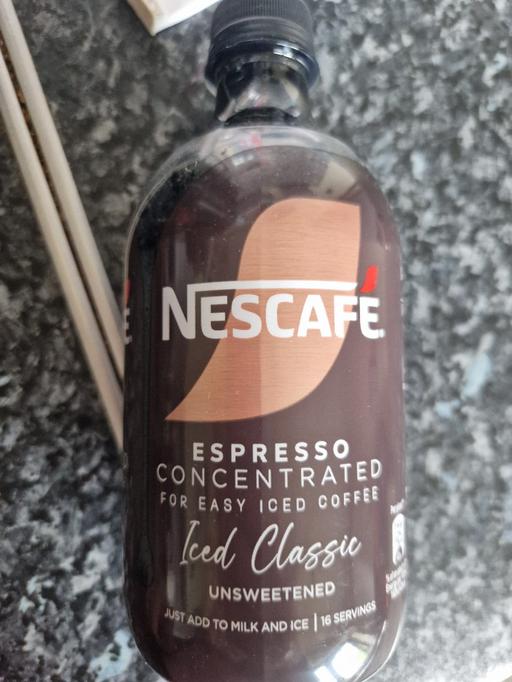 NESCAFÉ
ESPRESSO
CONCENTRATED
FOR EASY ICED COFFEE
Iced Classic
UNSWEETENED
JUST ADD TO MILK AND ICE | 16 SERVINGS